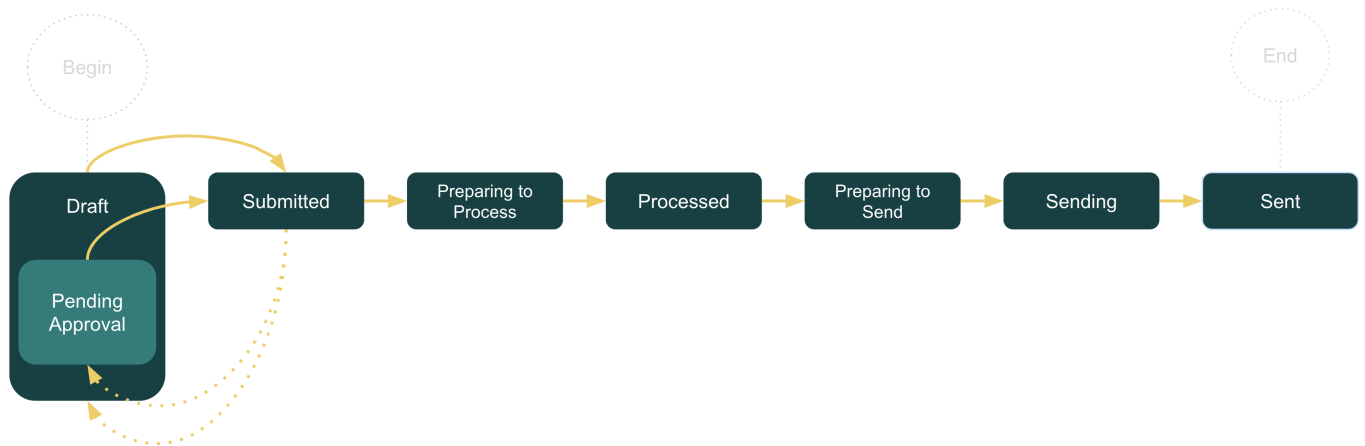 Begin
End
Draft
Submitted
Preparing to
Process
Processed
Preparing to
Send
Sending
Sent
Pending
Approval